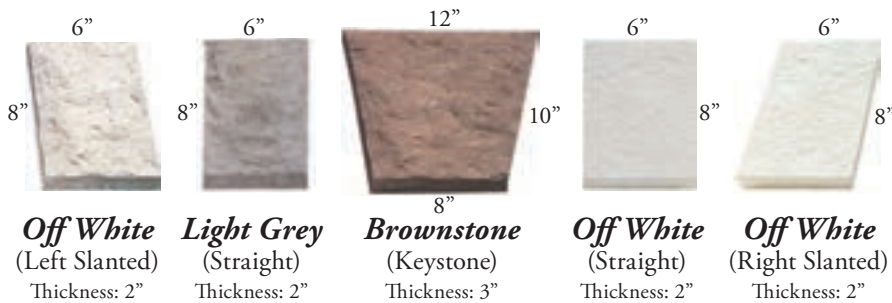 6”
6”
12”
6”
6”
8”
8”
10”
8”
8”
8”
Off White
Light Grey
Brownstone
Off White
Off White
(Left Slanted)
(Straight)
(Keystone)
(Straight)
(Right Slanted)
Thickness: 2”
Thickness: 2”
Thickness: 3”
Thickness: 2”
Thickness: 2”